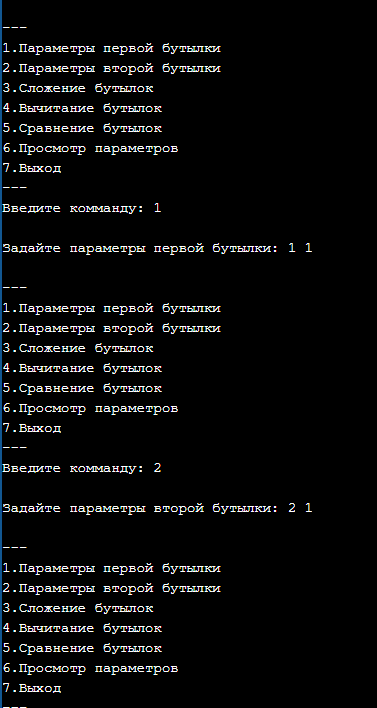 ---
1.Параметры первой бутылки
2.Параметры второй бутылки
3.Сложение бутылок
4.Вычитание бутылок
5.Сравнение бутылок
6.Просмотр параметров
7.Выход
---
Введите комманду: 1
Задайте параметры первой бутылки: 1 1
---
1.Параметры первой бутылки
2.Параметры второй бутылки
3.Сложение бутылок
4.Вычитание бутылок
5.Сравнение бутылок
6.Просмотр параметров
7.Выход
---
Введите комманду: 2
Задайте параметры второй бутылки: 2 1
---
1.Параметры первой бутылки
2.Параметры второй бутылки
3.Сложение бутылок
4.Вычитание бутылок
5.Сравнение бутылок
6.Просмотр параметров
7.Выход
---